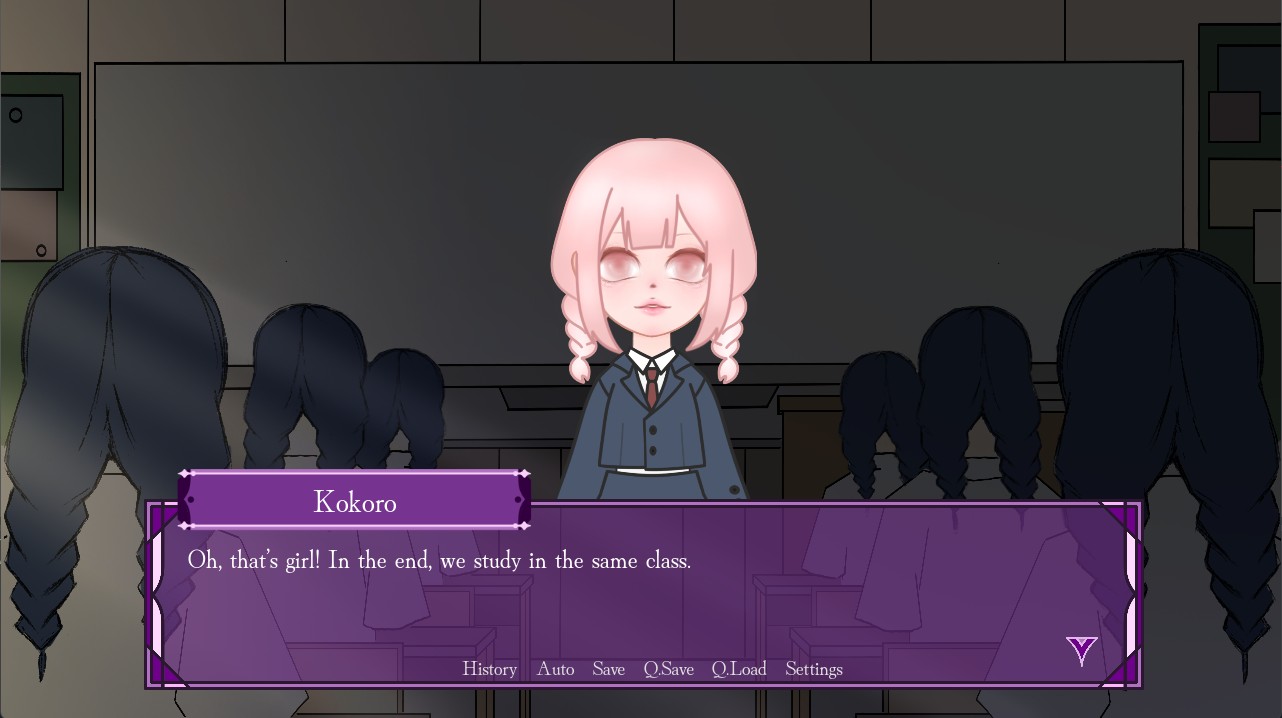 Kokoro
Oh, that's girl! In the end, we study in the same class.
History Auto Save Q.Save Q.Load Settings